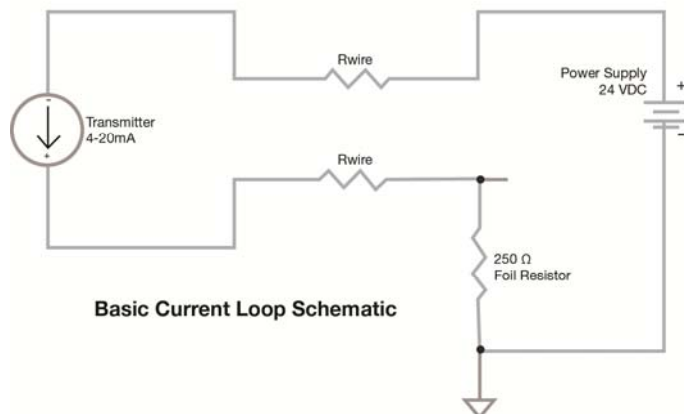 Rwire
Power Supply
24 VDC
+
−
-
Transmitter
4-20mA
+
Rwire
250 Ω
Foil Resistor
Basic Current Loop Schematic